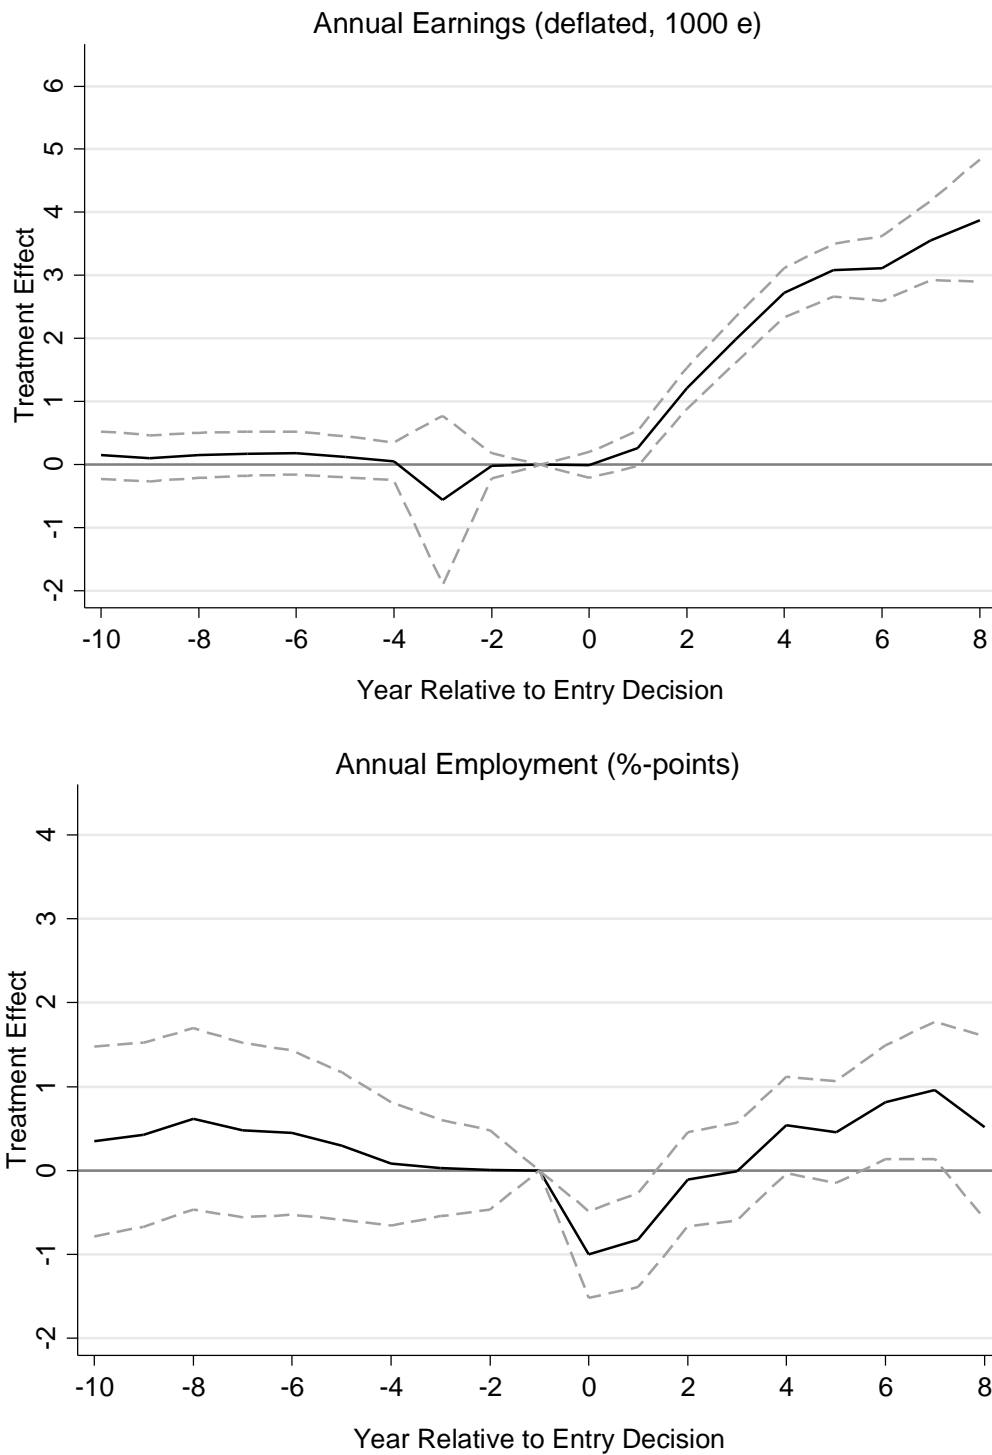 Annual Earnings (deflated, 1000 e)
Treatment Effect
6
5
4
3
2
1
0
-1
-2
-10 -8 -6 -4 -2 0 2 4 6 8
Year Relative to Entry Decision
Annual Employment (%-points)
Treatment Effect
4
3
2
1
0
-1
-2
-10 -8 -6 -4 -2 0 2 4 6 8
Year Relative to Entry Decision